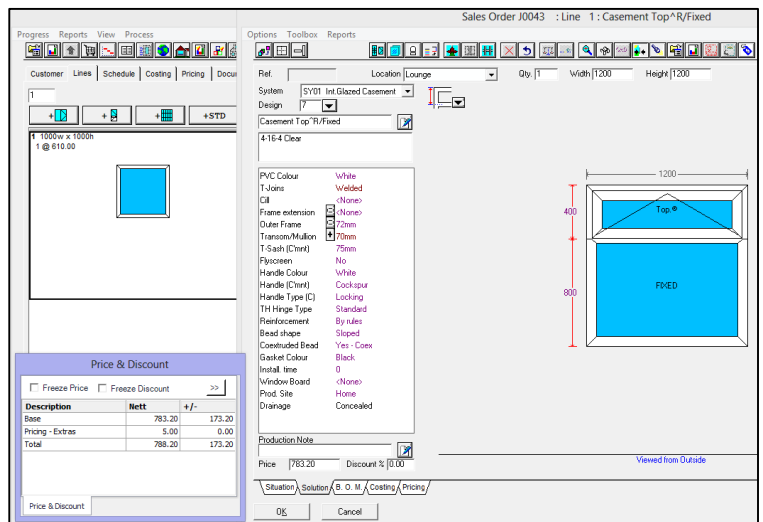 Sales Order J0043 : Line 1 : Casement Top^R/Fixed
Progress Reports View Process
Options Toolbox Reports
Customer Lines Schedule Costing Pricing Docu
1
+STD
1 1000w x 1000h
1 @ 610.00
Ref. Location Lounge Qty. 1 Width 1200 Height 1200
System SY01 Int.Glazed Casement
Design 7
Casement Top^R/Fixed
4-16-4 Clear
PVC Colour White
T-Joins Welded
Cill <None>
Frame extension <None>
Outer Frame 72mm
Transom/Mullion 70mm
T-Sash (C'mnt) 75mm
Flyscreen No
Handle Colour White
Handle (C'mnt) Cockspur
Handle Type (C) Locking
TH Hinge Type Standard
Reinforcement By rules
Bead shape Sloped
Coextruded Bead Yes - Coex
Gasket Colour Black
Install. time 0
Window Board <None>
Prod. Site Home
Drainage Concealed
Production Note
Price 783.20 Discount % 0.00
Situation Solution B. O. M. Costing Pricing
OK Cancel
1200
400
Top.®
800
FIXED
Viewed from Outside
Price & Discount
Freeze Price Freeze Discount >>
Description Nett +/-
Base 783.20 173.20
Pricing - Extras 5.00 0.00
Total 788.20 173.20
Price & Discount